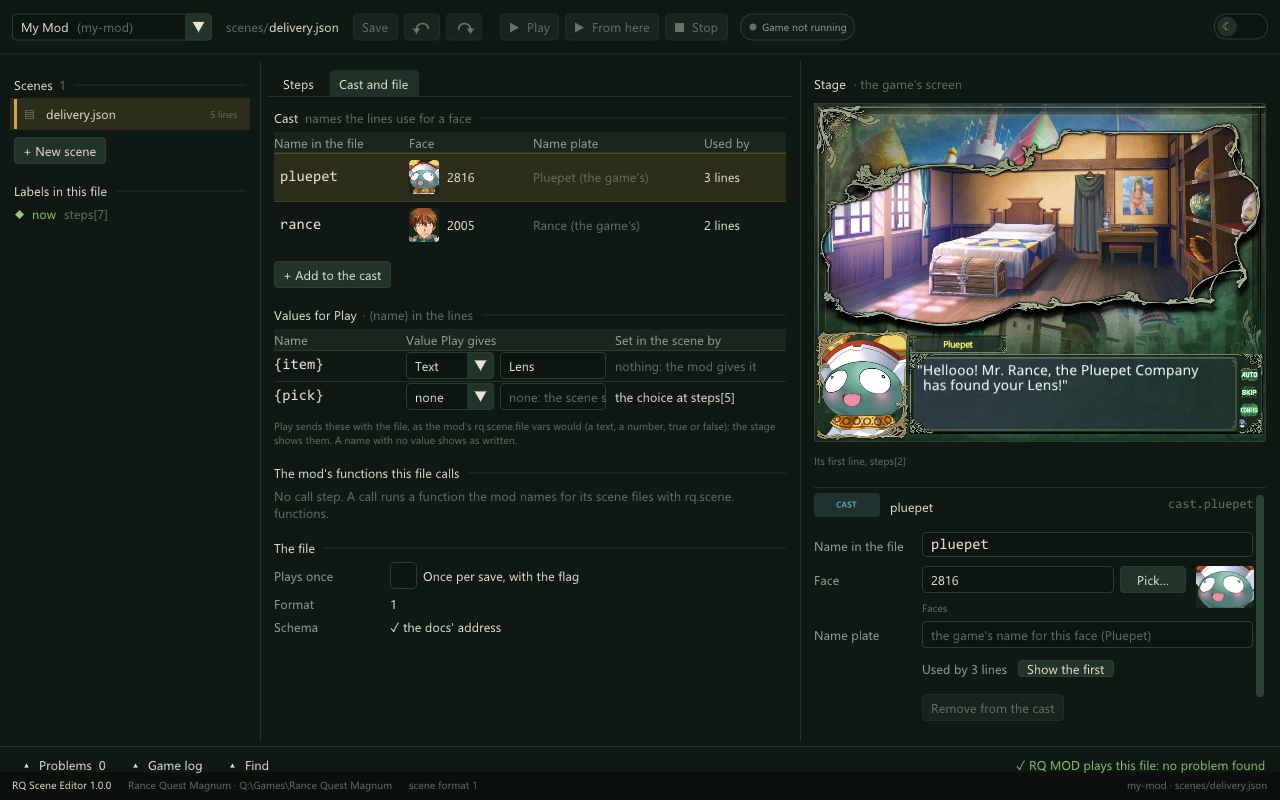 My Mod (my-mod) ▼ scenes/delivery.json Save Play From here Stop Game not running
Scenes 1
delivery.json 5 lines
+ New scene
Labels in this file
now steps[7]
Steps Cast and file
Cast names the lines use for a face
Name in the file Face Name plate Used by
pluepet 2816 Pluepet (the game's) 3 lines
rance 2005 Rance (the game's) 2 lines
+ Add to the cast
Values for Play · {name} in the lines
Name Value Play gives Set in the scene by
{item} Text ▼ Lens nothing: the mod gives it
{pick} none ▼ none: the scene s the choice at steps[5]
Play sends these with the file, as the mod's rq.scene.file vars would (a text, a number, true or false); the stage
shows them. A name with no value shows as written.
The mod's functions this file calls
No call step. A call runs a function the mod names for its scene files with rq.scene.
functions.
The file
Plays once Once per save, with the flag
Format 1
Schema ✓ the docs' address
Stage · the game's screen
Pluepet
"Hellooo! Mr. Rance, the Pluepet Company
has found your Lens!"
AUTO
SKIP
CONFIG
Its first line, steps[2]
CAST pluepet cast.pluepet
Name in the file pluepet
Face 2816 Pick...
Faces
Name plate the game's name for this face (Pluepet)
Used by 3 lines Show the first
Remove from the cast
▲ Problems 0 ▲ Game log ▲ Find ✓ RQ MOD plays this file: no problem found
RQ Scene Editor 1.0.0 Rance Quest Magnum · Q:\Games\Rance Quest Magnum scene format 1 my-mod · scenes/delivery.json